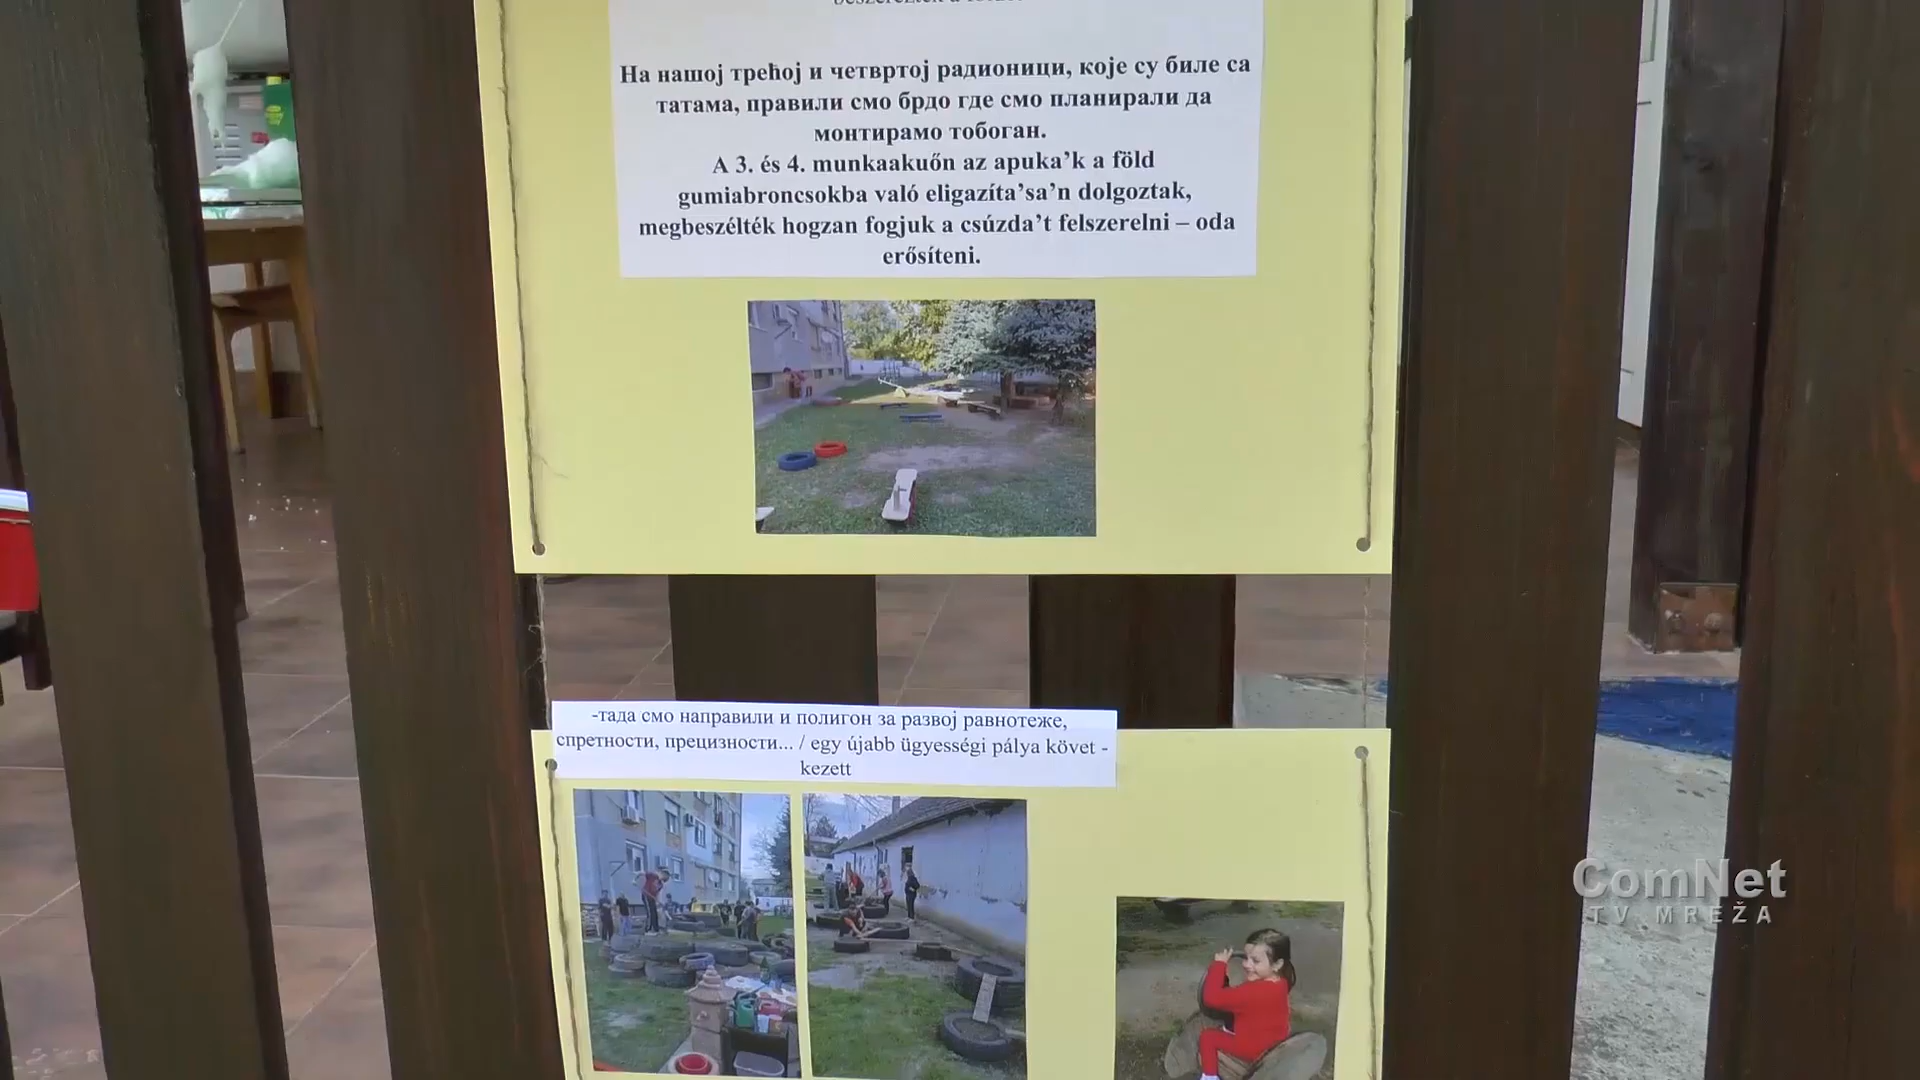 На нашој трећој и четвртој радионици, које су биле са
татама, правили смо брдо где смо планирали да
монтирамо тобоган.
A 3. és 4. munkaakuőn az apuka’k a föld
gumiabroncsokba való eligazíta’sa’n dolgoztak,
megbeszélték hogzan fogjuk a csúzda’t felszerelni – oda
erősíteni.
-тада смо направили и полигон за развој равнотеже,
спретности, прецизности... / egy újabb ügyességi pálya követ -
kezett
ComNet
TV MREŽA